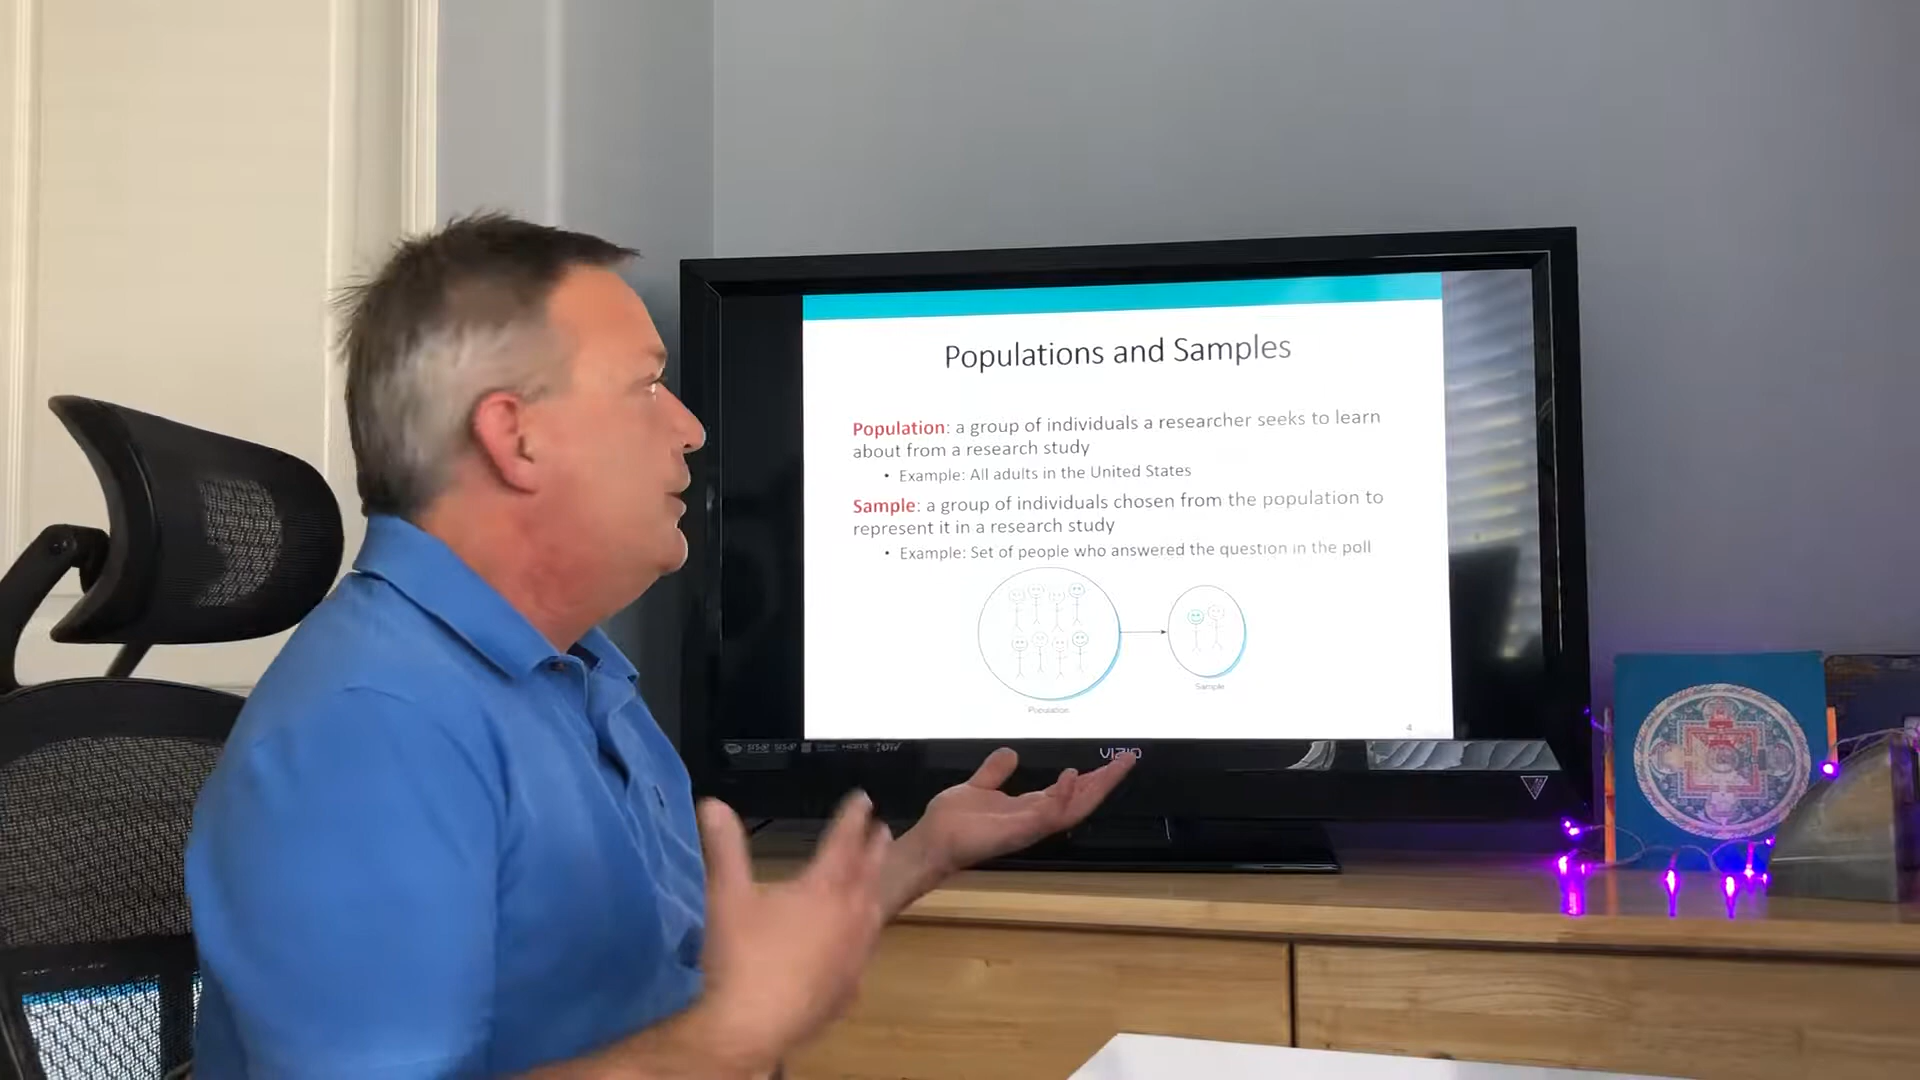 Populations and Samples
Population: a group of individuals a researcher seeks to learn
about from a research study
• Example: All adults in the United States
Sample: a group of individuals chosen from the population to
represent it in a research study
• Example: Set of people who answered the question in the poll
Population
Sample
4
VIZIO